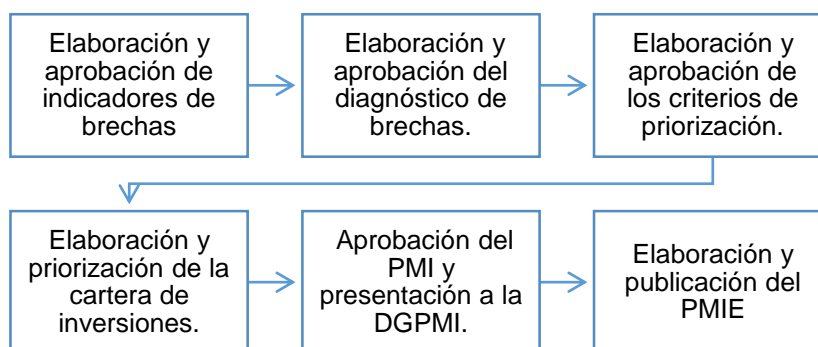 Elaboración y
aprobación de
indicadores de
brechas
Elaboración y
aprobación del
diagnóstico de
brechas.
Elaboración y
aprobación de
los criterios de
priorización.
Elaboración y
priorización de la
cartera de
inversiones.
Aprobación del
PMI y
presentación a la
DGPMI.
Elaboración y
publicación del
PMIE